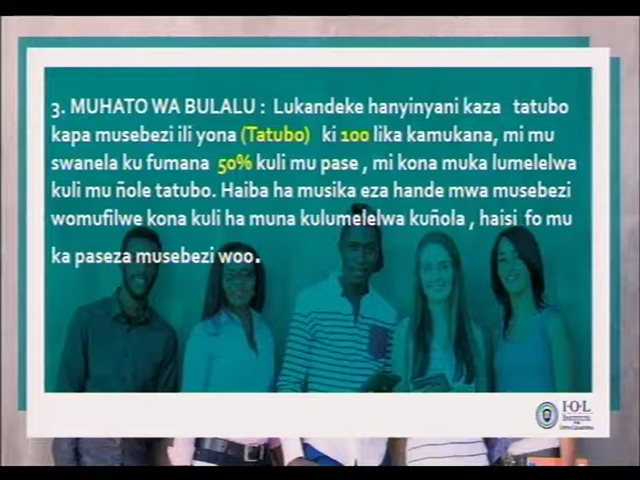 3. MUHATO WA BULALU : Lukandeke hanyinyani kaza tatubo
kapa musebezi ili yona (Tatubo) ki 100 lika kamukana, mi mu
swanela ku fumana 50% kuli mu pase , mi kona muka lumelelwa
kuli mu ñole tatubo. Haiba ha musika eza hande mwa musebezi
womufilwe kona kuli ha muna kulumelelwa kuñola , haisi fo mu
ka paseza musebezi woo.
I·O·L